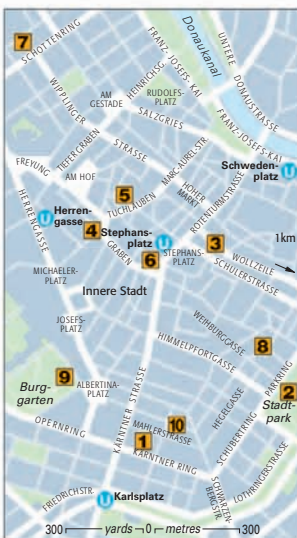 7
SCHOTTENRING
Donaukanal
FRANZ-JOSEFS-KAI
UNTERE DONAUSTRASSE
HEINRICHSG.
WIPPLINGER
STRASSE
AM
GESTADE
RUDOLFS-
PLATZ
SALZGRIES
FRANZ-JOSEFS-KAI
TIEFER GRABEN
FREYUNG
AM HOF
MARC-AUREL-STR.
HOHER
MARKT
ROTENTURMSTRASSE
Schweden-
platz
U
HERRENGASSE
U
Herren-
gasse
5
TUCHLAUBEN
4
GRABEN
Stephans-
platz
U
3
6
STEPHANS-
PLATZ
WOLLZEILE
SCHULERSTRASSE
1km
MICHAELER-
PLATZ
Innere Stadt
JOSEFS-
PLATZ
WEIHBURGGASSE
HIMMELPFORTGASSE
8
9
Burg-
garten
ALBERTINA-
PLATZ
KÄRNTNER STRASSE
HEGELGASSE
SCHUBERTRING
PARKRING
2
Stadt-
park
OPERNRING
10
MAHLERSTRASSE
1
KÄRNTNER RING
SCHWARZEN-
BERGSTR.
LOTHRINGERSTRASSE
FRIEDRICHSTR.
U
Karlsplatz
300 yards 0 metres 300